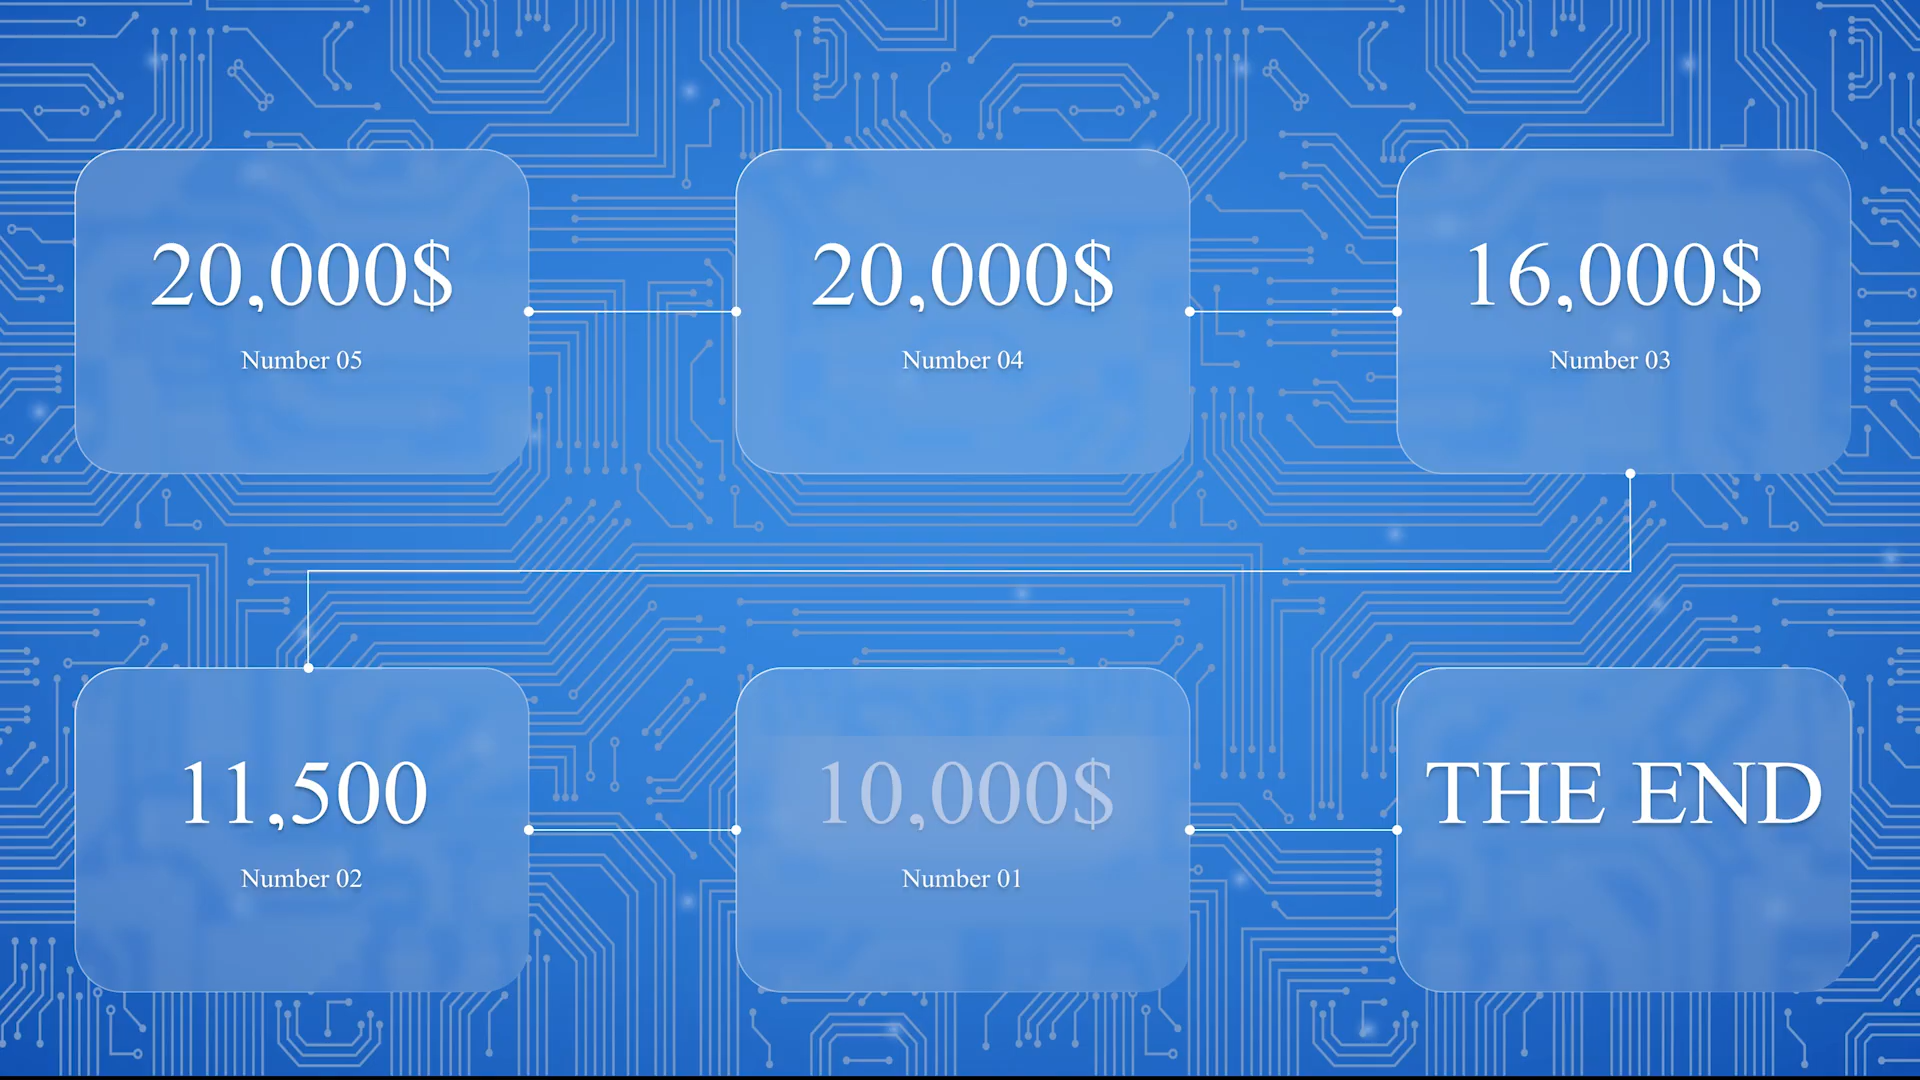 20,000$
Number 05
20,000$
Number 04
16,000$
Number 03
11,500
Number 02
10,000$
Number 01
THE END